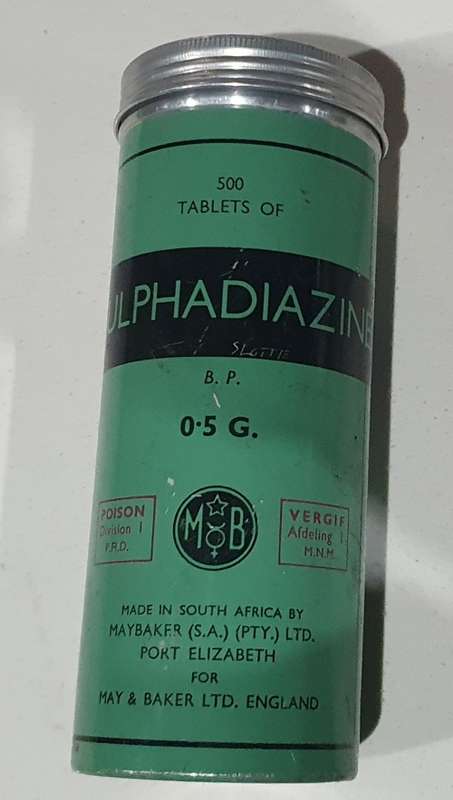 500
TABLETS OF
ULPHADIAZINE
SLOTTIE
B. P.
0·5 G.
POISON
Division 1
P.R.D.
M B
VERGIF
Afdeling 1
M.N.M.
MADE IN SOUTH AFRICA BY
MAYBAKER (S.A.) (PTY.) LTD.
PORT ELIZABETH
FOR
MAY & BAKER LTD. ENGLAND